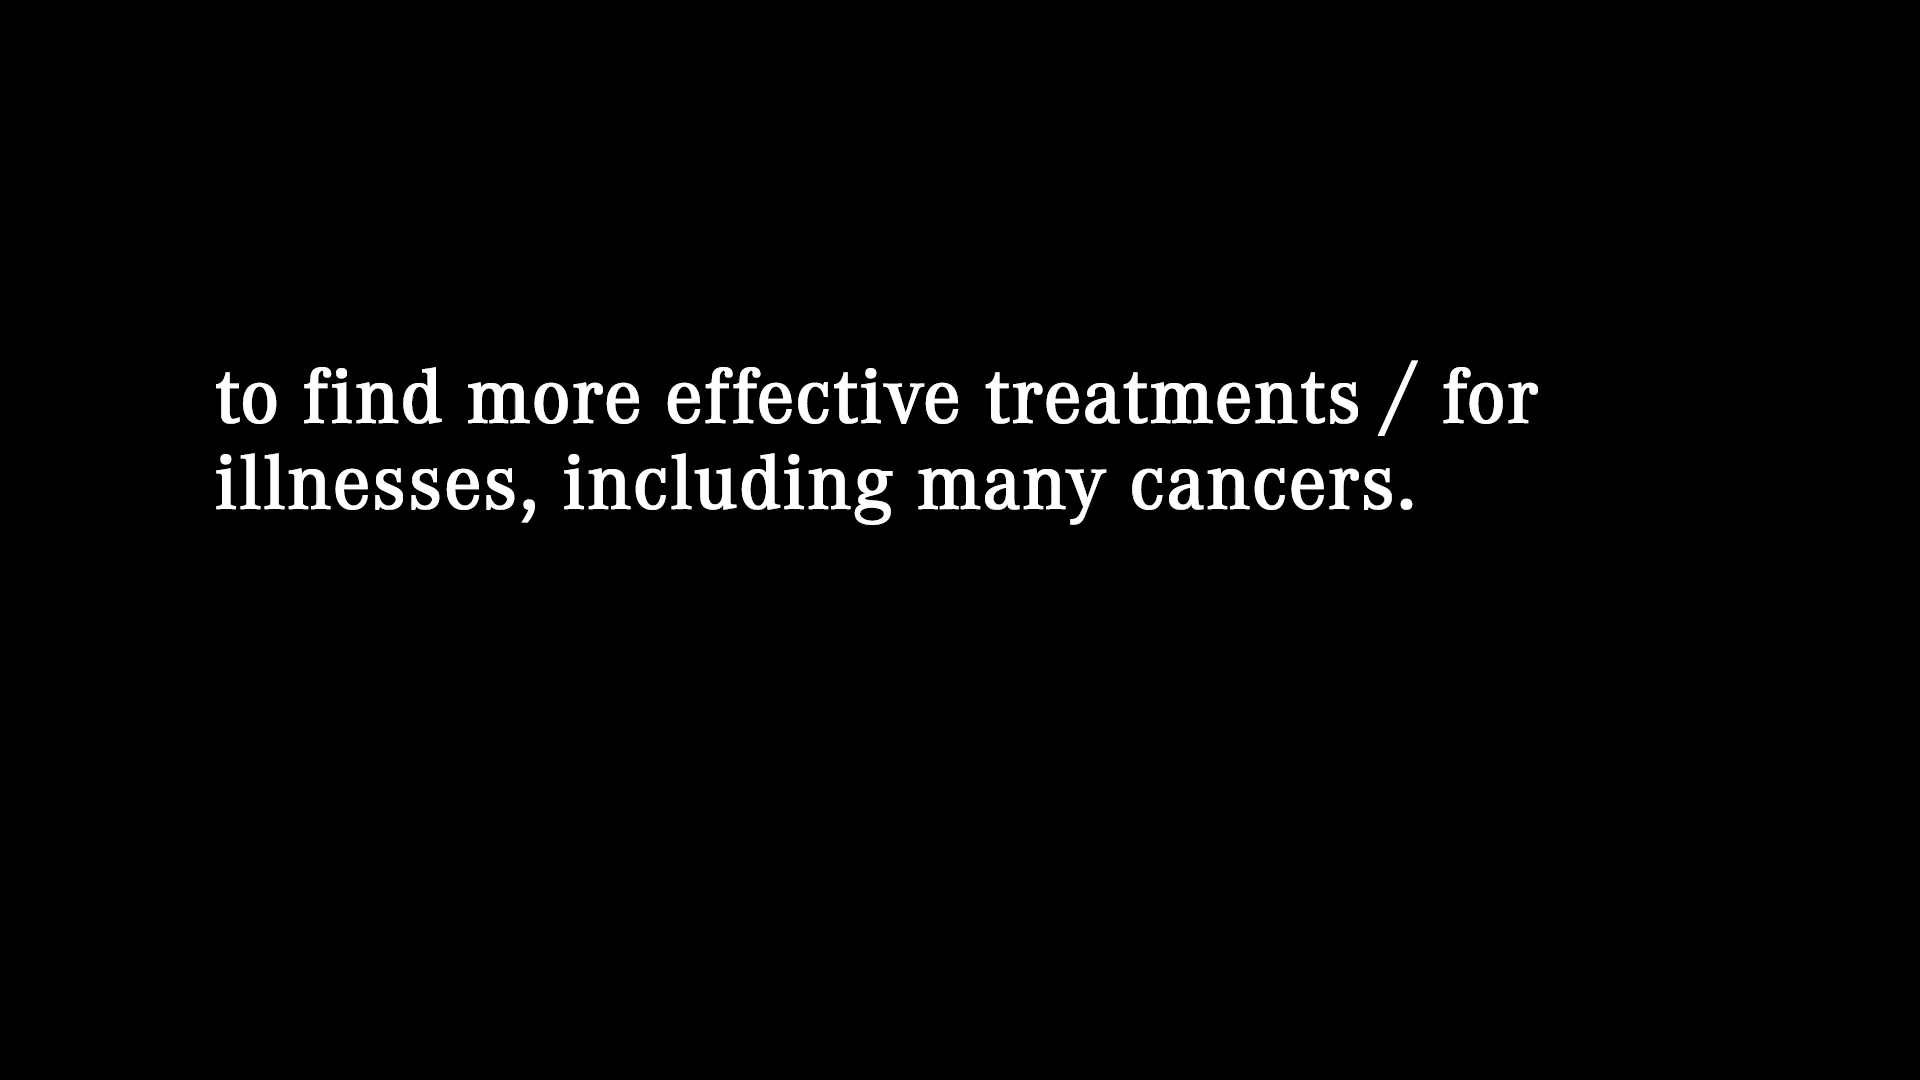 to find more effective treatments / for
illnesses, including many cancers.